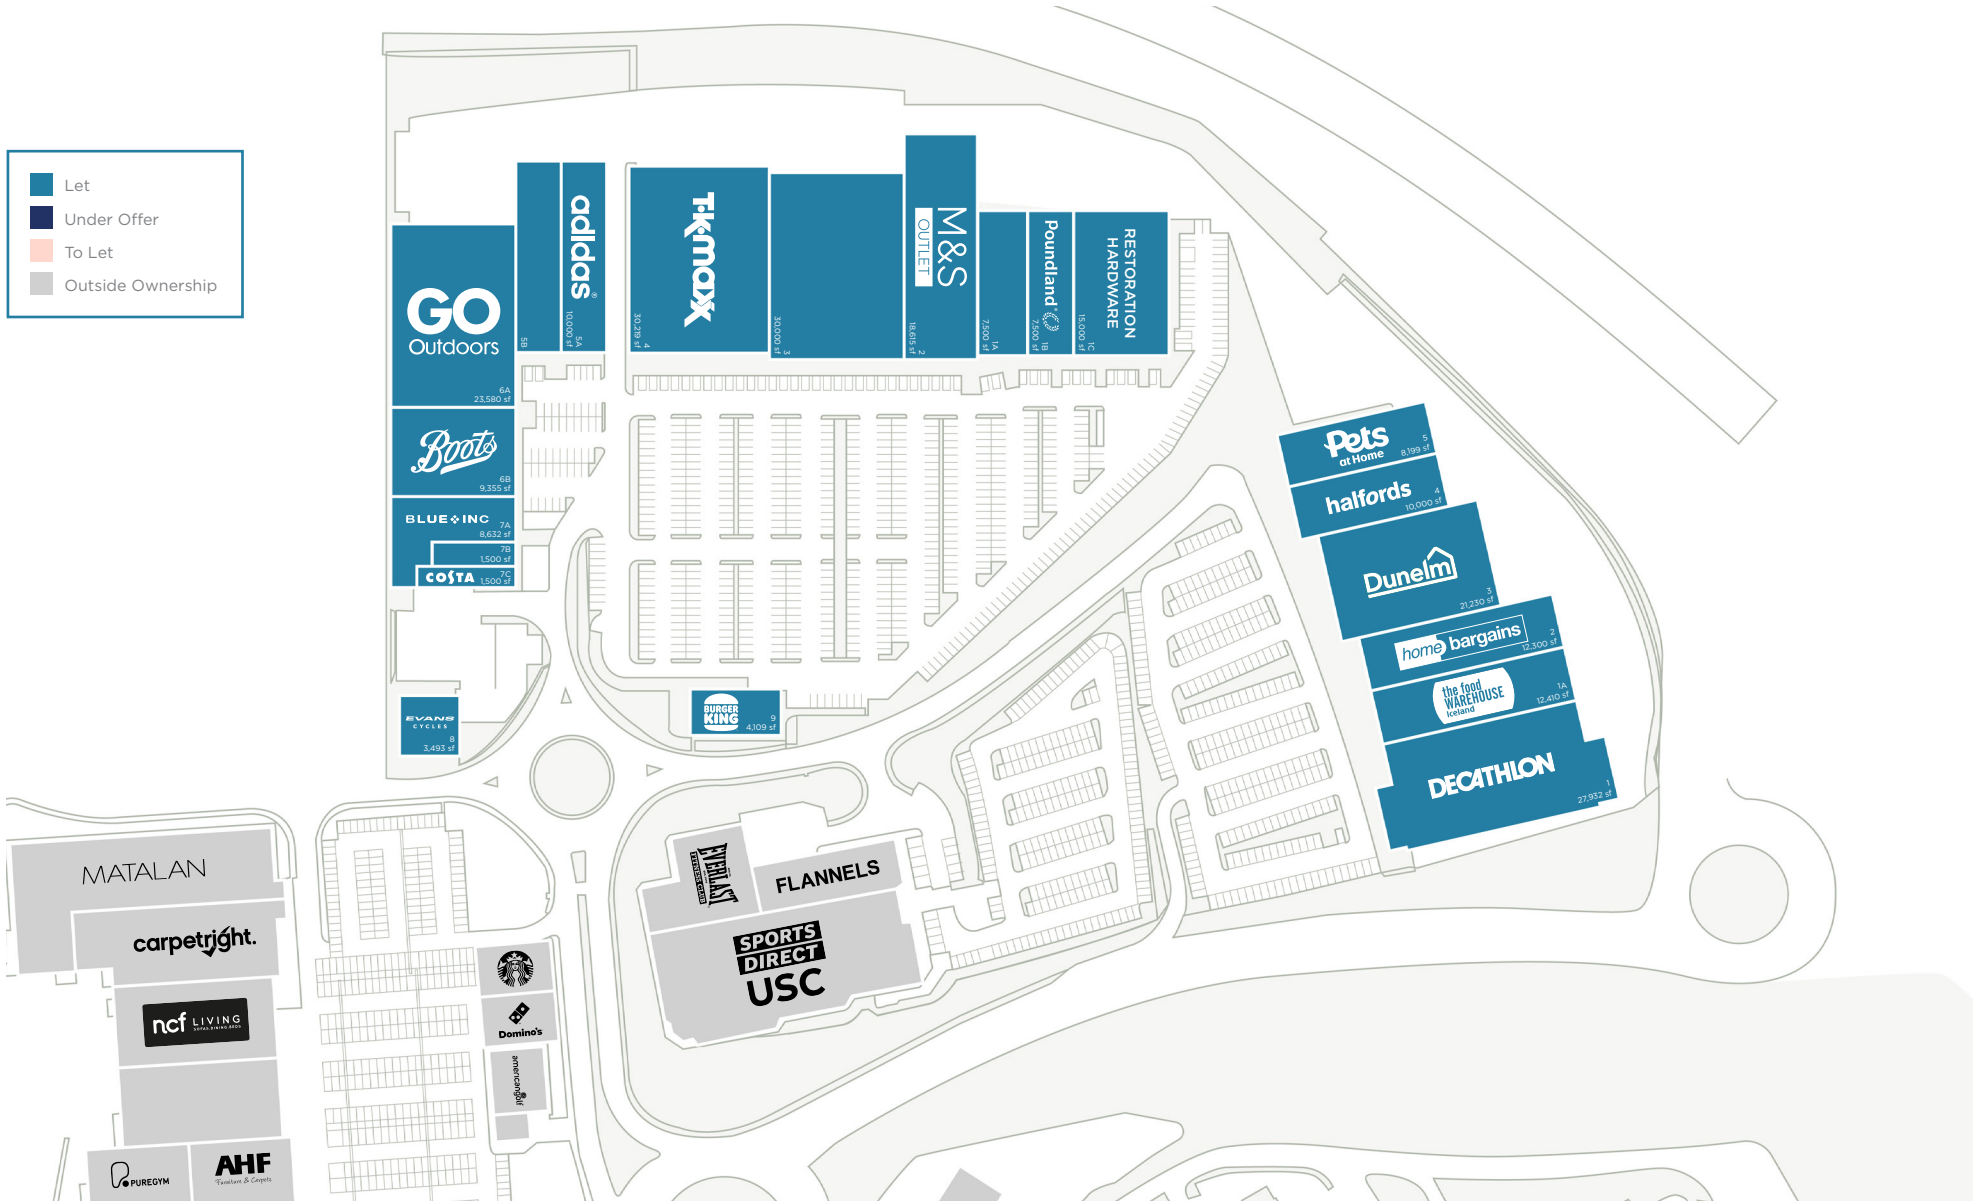 Let
Under Offer
To Let
Outside Ownership
GO
Outdoors
6A
23,580 sf
Boots
6B
9,355 sf
BLUE INC
7A
8,632 sf
7B
1,500 sf
COSTA
7C
1,500 sf
EVANS
CYCLES
8
3,493 sf
5B
adidas
5A
10,000 sf
TK maxx
4
30,219 sf
3
30,000 sf
M&S
OUTLET
2
18,615 sf
1A
7,500 sf
Poundland
1B
7,500 sf
RESTORATION
HARDWARE
1C
15,000 sf
BURGER
KING
9
4,109 sf
Pets
at Home
5
8,199 sf
halfords
4
10,000 sf
Dunelm
3
21,230 sf
home bargains
2
12,300 sf
the food
WAREHOUSE
Iceland
1A
12,410 sf
DECATHLON
1
27,932 sf
MATALAN
carpetright.
ncf LIVING
SOFAS.DINING.BEDS
PUREGYM
AHF
Furniture & Carpets
Domino's
americangolf
EVERLAST
FITNESS CLUB
FLANNELS
SPORTS
DIRECT
USC